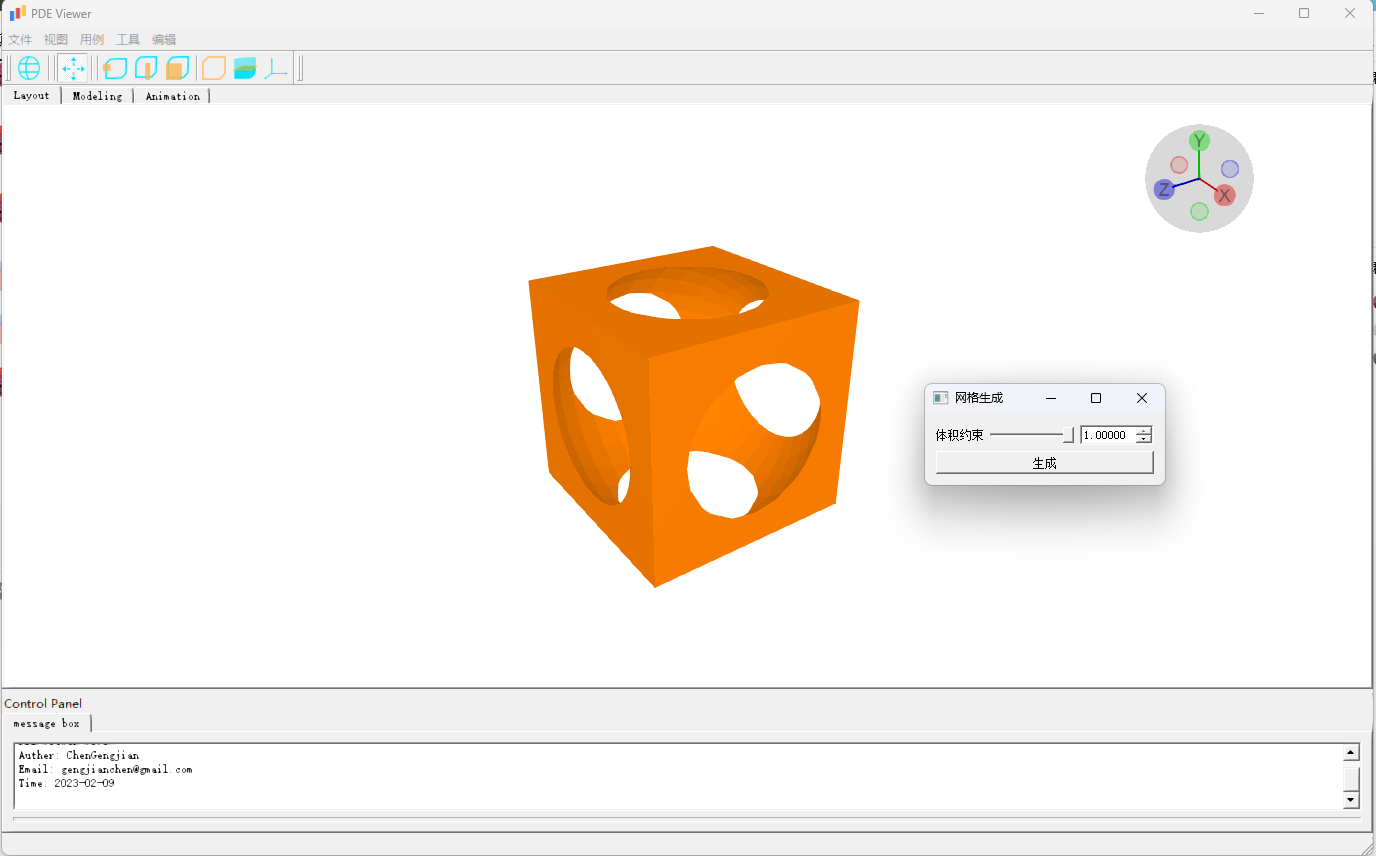 PDE Viewer
文件 视图 用例 工具 编辑
Layout Modeling Animation
Y
Z
X
网格生成
体积约束 1.00000
生成
Control Panel
message box
Auther: ChenGengjian
Email: gengjianchen@gmail.com
Time: 2023-02-09